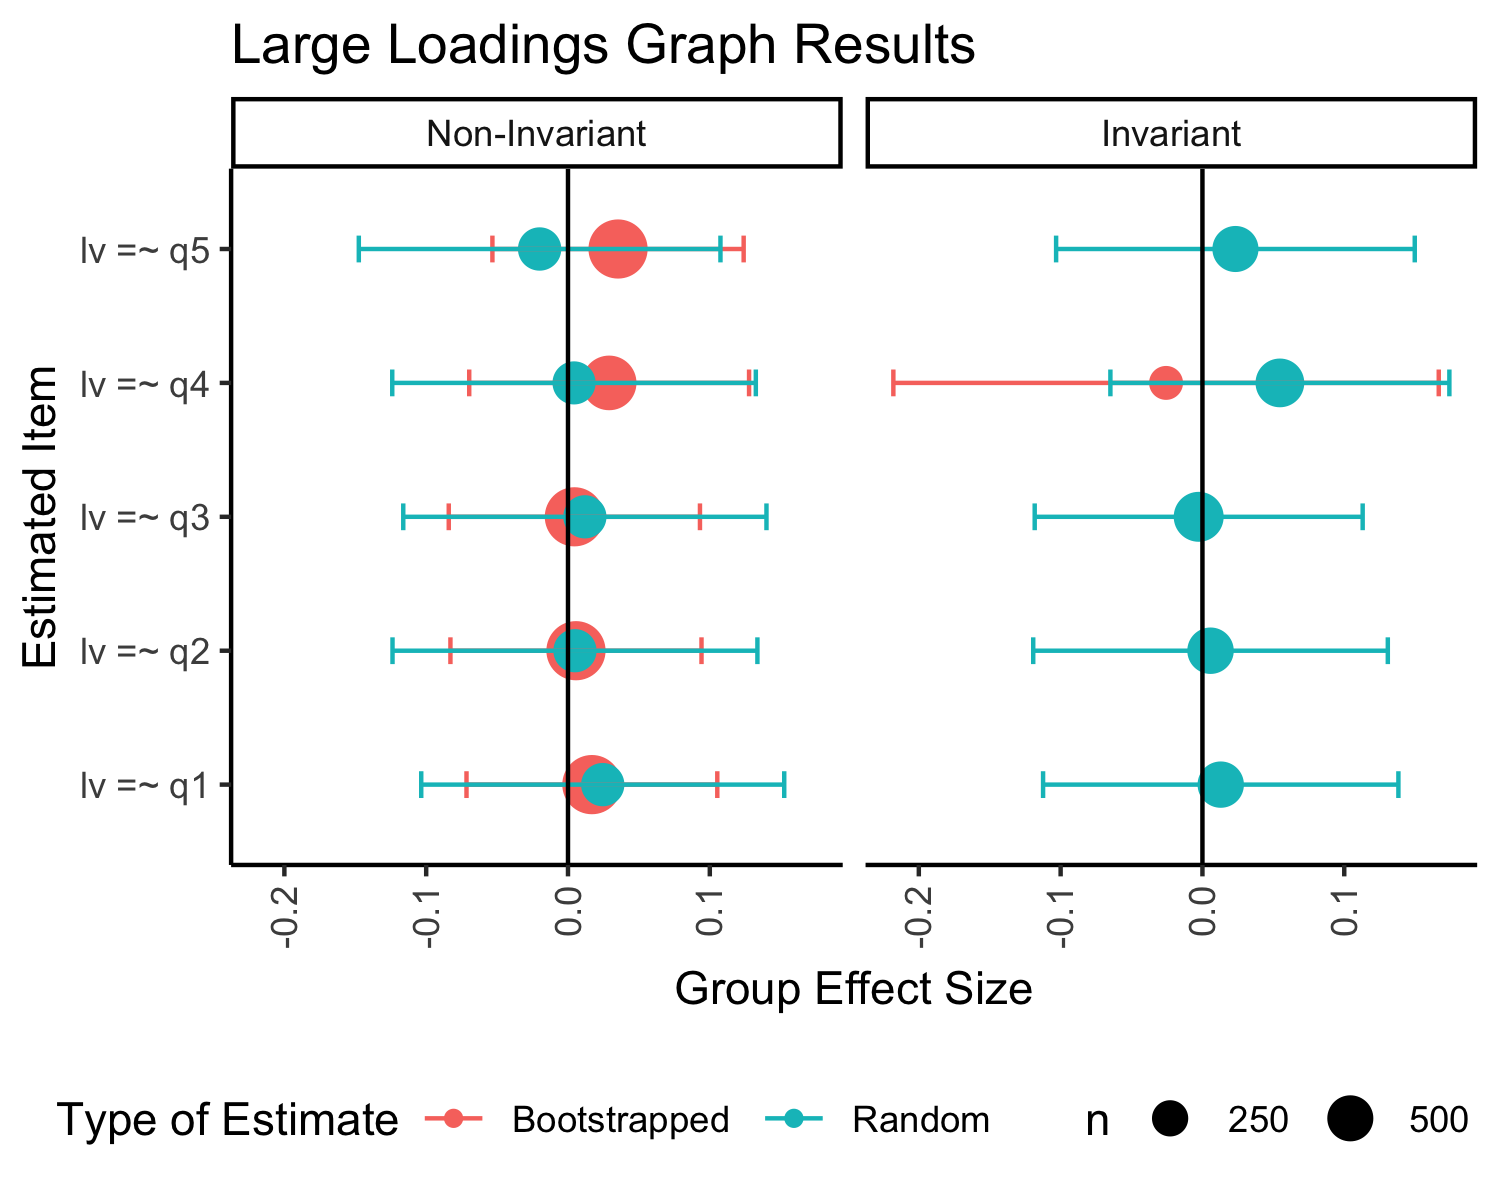 Large Loadings Graph Results
Non-Invariant Invariant
Estimated Item
lv =~ q5
lv =~ q4
lv =~ q3
lv =~ q2
lv =~ q1
-0.2 -0.1 0.0 0.1 -0.2 -0.1 0.0 0.1
Group Effect Size
Type of Estimate Bootstrapped Random n 250 500